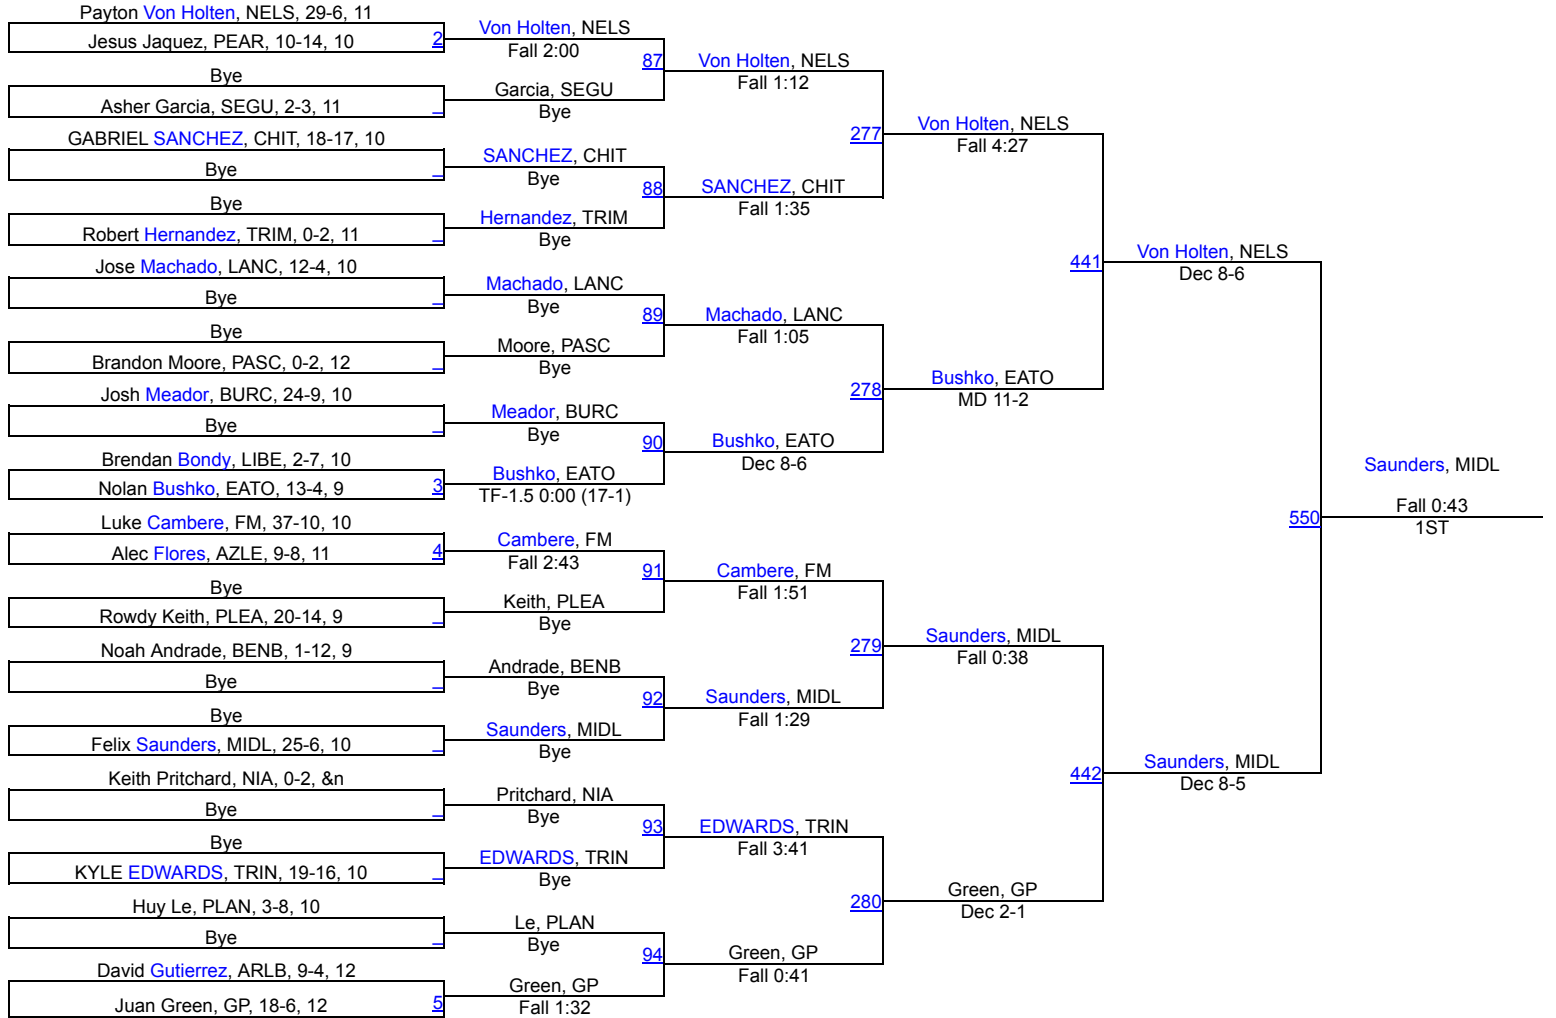 Payton Von Holten, NELS, 29-6, 11
Jesus Jaquez, PEAR, 10-14, 10
2
Bye
Asher Garcia, SEGU, 2-3, 11
GABRIEL SANCHEZ, CHIT, 18-17, 10
Bye
Bye
Robert Hernandez, TRIM, 0-2, 11
Jose Machado, LANC, 12-4, 10
Bye
Bye
Brandon Moore, PASC, 0-2, 12
Josh Meador, BURC, 24-9, 10
Bye
Brendan Bondy, LIBE, 2-7, 10
Nolan Bushko, EATO, 13-4, 9
3
Luke Cambere, FM, 37-10, 10
Alec Flores, AZLE, 9-8, 11
4
Bye
Rowdy Keith, PLEA, 20-14, 9
Noah Andrade, BENB, 1-12, 9
Bye
Bye
Felix Saunders, MIDL, 25-6, 10
Keith Pritchard, NIA, 0-2, &n
Bye
Bye
KYLE EDWARDS, TRIN, 19-16, 10
Huy Le, PLAN, 3-8, 10
Bye
David Gutierrez, ARLB, 9-4, 12
Juan Green, GP, 18-6, 12
5
Von Holten, NELS
Fall 2:00
87
Garcia, SEGU
Bye
SANCHEZ, CHIT
Bye
88
Hernandez, TRIM
Bye
Machado, LANC
Bye
89
Moore, PASC
Bye
Meador, BURC
Bye
90
Bushko, EATO
TF-1.5 0:00 (17-1)
Cambere, FM
Fall 2:43
91
Keith, PLEA
Bye
Andrade, BENB
Bye
92
Saunders, MIDL
Bye
Pritchard, NIA
Bye
93
EDWARDS, TRIN
Bye
Le, PLAN
Bye
94
Green, GP
Fall 1:32
Von Holten, NELS
Fall 1:12
277
SANCHEZ, CHIT
Fall 1:35
Machado, LANC
Fall 1:05
278
Bushko, EATO
Dec 8-6
Cambere, FM
Fall 1:51
279
Saunders, MIDL
Fall 1:29
EDWARDS, TRIN
Fall 3:41
280
Green, GP
Fall 0:41
Von Holten, NELS
Fall 4:27
441
Bushko, EATO
MD 11-2
Saunders, MIDL
Fall 0:38
442
Green, GP
Dec 2-1
Von Holten, NELS
Dec 8-6
550
Saunders, MIDL
Dec 8-5
Saunders, MIDL
Fall 0:43
1ST